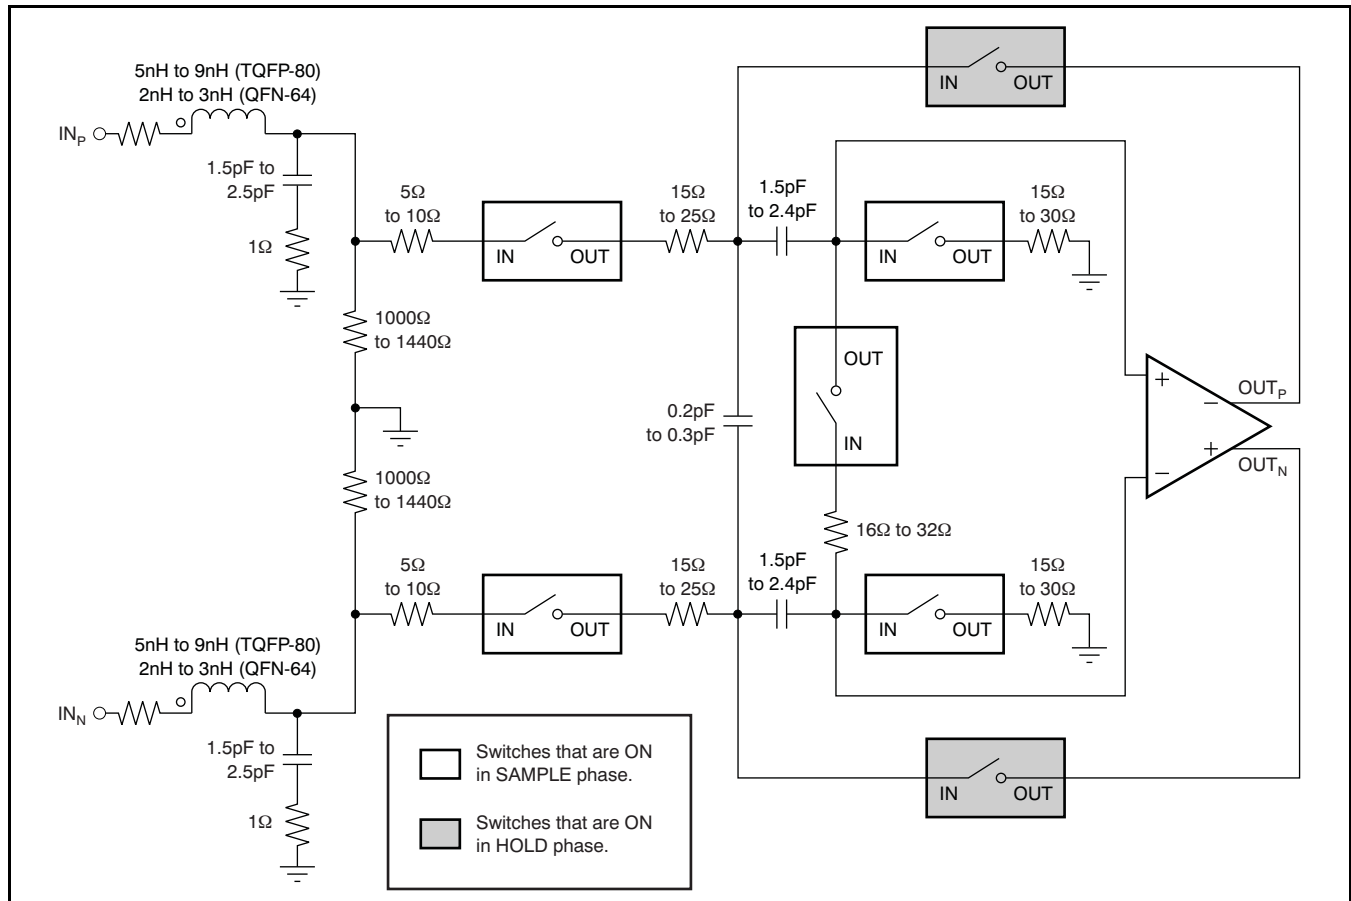 5nH to 9nH (TQFP-80)
2nH to 3nH (QFN-64)
IN OUT
INP
1.5pF to
2.5pF
1Ω
5Ω
to 10Ω
IN OUT
15Ω
to 25Ω
1.5pF
to 2.4pF
IN OUT
15Ω
to 30Ω
1000Ω
to 1440Ω
OUT
IN
0.2pF
to 0.3pF
+
−
−
+
OUTP
OUTN
1000Ω
to 1440Ω
16Ω to 32Ω
5Ω
to 10Ω
IN OUT
15Ω
to 25Ω
1.5pF
to 2.4pF
IN OUT
15Ω
to 30Ω
5nH to 9nH (TQFP-80)
2nH to 3nH (QFN-64)
INN
1.5pF to
2.5pF
1Ω
Switches that are ON
in SAMPLE phase.
Switches that are ON
in HOLD phase.
IN OUT